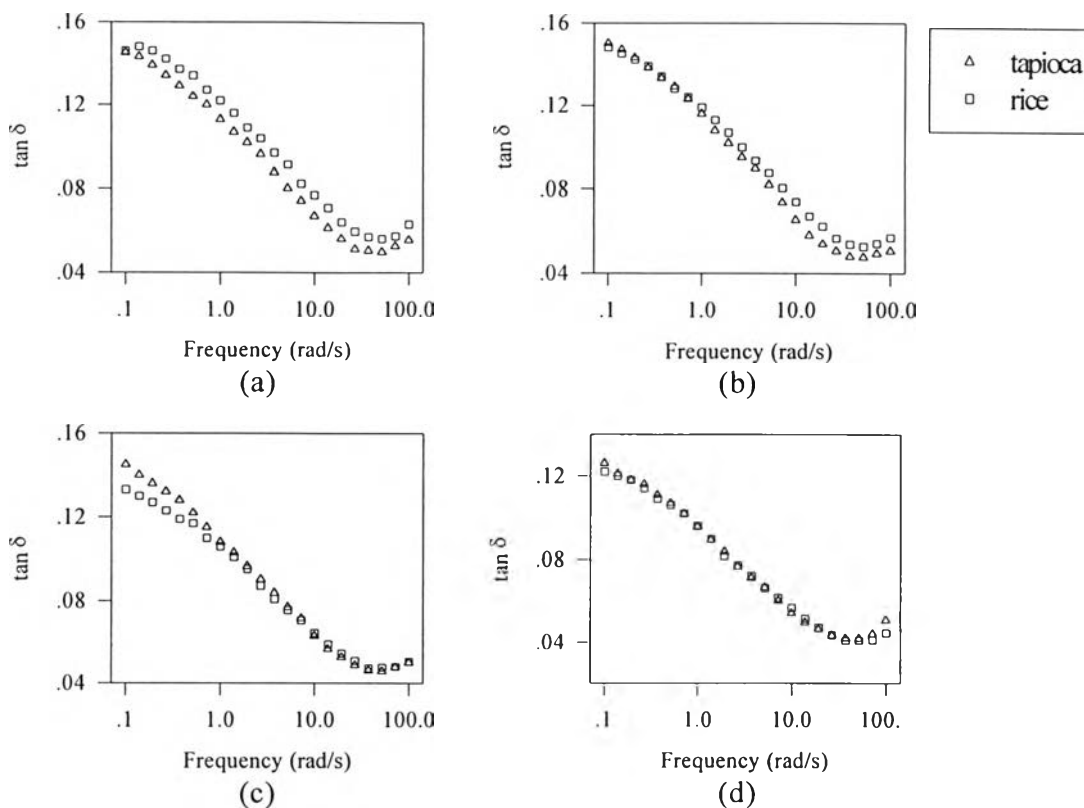 .16
.12
.08
.04
tan δ
.1 1.0 10.0 100.0
Frequency (rad/s)
(a)
.16
.12
.08
.04
tan δ
.1 1.0 10.0 100.0
Frequency (rad/s)
(b)
tapioca
rice
.16
.12
.08
.04
tan δ
.1 1.0 10.0 100.0
Frequency (rad/s)
(c)
.12
.08
.04
tan δ
.1 1.0 10.0 100.
Frequency (rad/s)
(d)